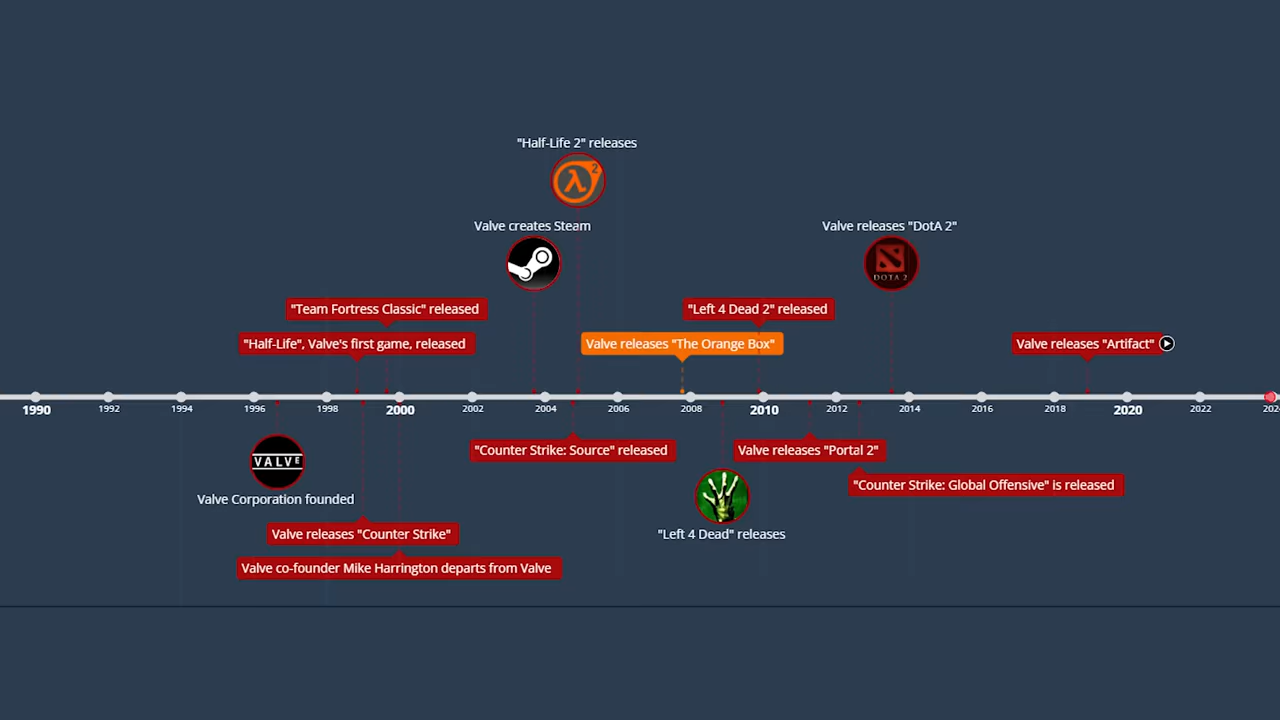 "Half-Life 2" releases
2
λ
Valve creates Steam
Valve releases "DotA 2"
DOTA 2
"Team Fortress Classic" released
"Left 4 Dead 2" released
"Half-Life", Valve's first game, released
Valve releases "The Orange Box"
Valve releases "Artifact"
1990 1992 1994 1996 1998 2000 2002 2004 2006 2008 2010 2012 2014 2016 2018 2020 2022 202
"Counter Strike: Source" released
Valve releases "Portal 2"
VALVE
"Counter Strike: Global Offensive" is released
Valve Corporation founded
Valve releases "Counter Strike"
"Left 4 Dead" releases
Valve co-founder Mike Harrington departs from Valve